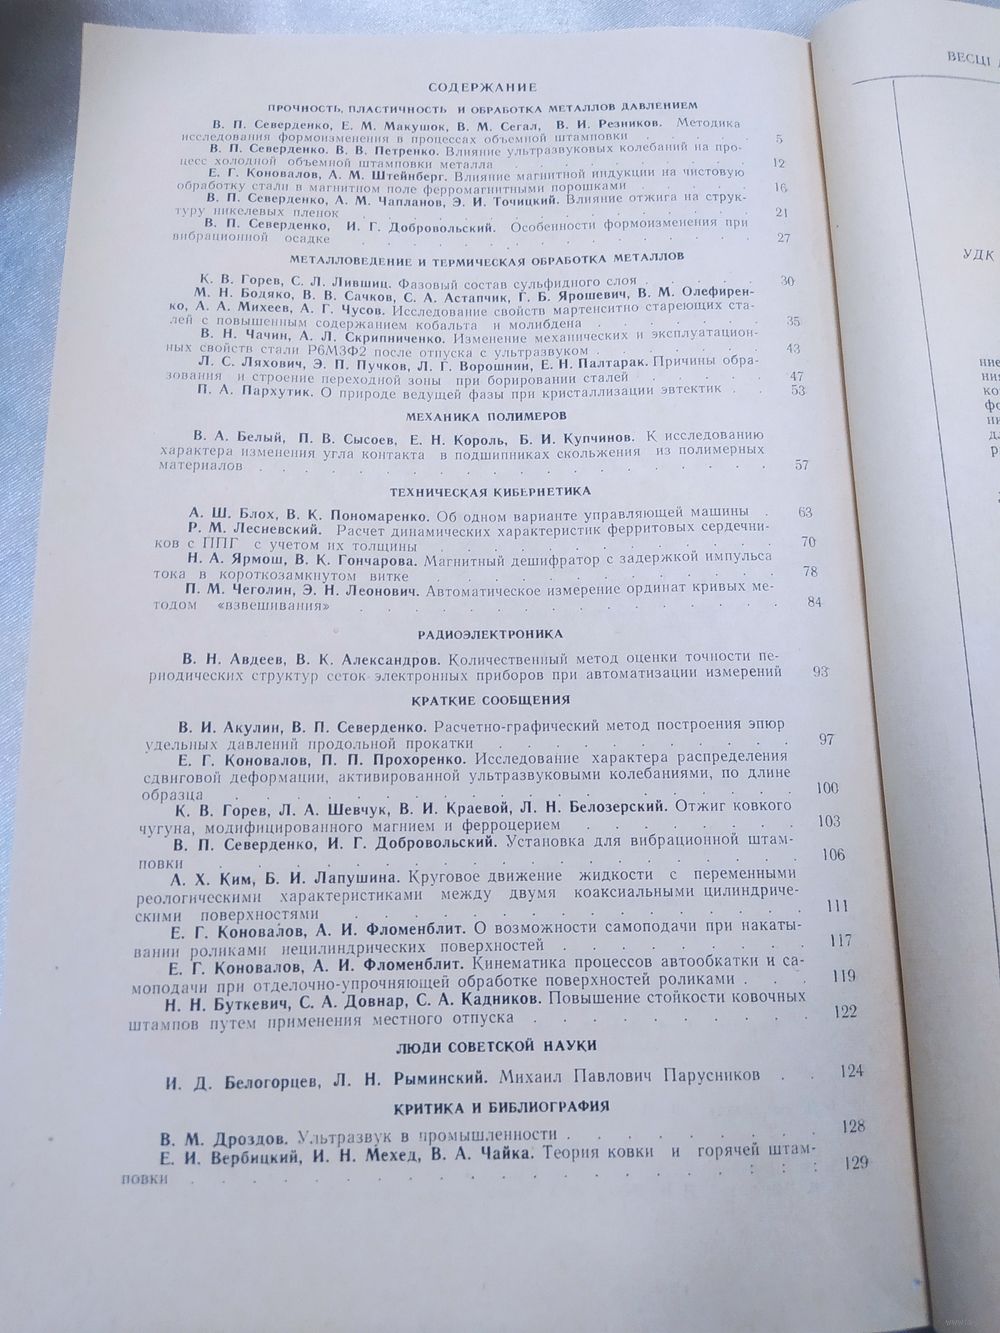 СОДЕРЖАНИЕ
ПРОЧНОСТЬ, ПЛАСТИЧНОСТЬ И ОБРАБОТКА МЕТАЛЛОВ ДАВЛЕНИЕМ
В. П. Северденко, Е. М. Макушок, В. М. Сегал, В. И. Резников. Методика
исследования формоизменения в процессах объемной штамповки . . . . . . 5
В. П. Северденко. В. В. Петренко. Влияние ультразвуковых колебаний на про-
цесс холодной объемной штамповки металла . . . . . . . . . . 12
Е. Г. Коновалов, А. М. Штейнберг. Влияние магнитной индукции на чистовую
обработку стали в магнитном поле ферромагнитными порошками . . . . . 16
В. П. Северденко, А. М. Чапланов, Э. И. Точицкий. Влияние отжига на струк-
туру никелевых пленок . . . . . . . . . . . . . . 21
В. П. Северденко, И. Г. Добровольский. Особенности формоизменения при
вибрационной осадке . . . . . . . . . . . . . . . 27
МЕТАЛЛОВЕДЕНИЕ И ТЕРМИЧЕСКАЯ ОБРАБОТКА МЕТАЛЛОВ
К. В. Горев, С. Л. Лившиц. Фазовый состав сульфидного слоя . . . . . 30
М. Н. Бодяко, В. В. Сачков, С. А. Астапчик, Г. Б. Ярошевич, В. М. Олефирен-
ко, А. А. Михеев, А. Г. Чусов. Исследование свойств мартенситно стареющих ста-
лей с повышенным содержанием кобальта и молибдена . . . . . . . 35
В. Н. Чачин, А. Л. Скрипниченко. Изменение механических и эксплуатацион-
ных свойств стали Р6М3Ф2 после отпуска с ультразвуком . . . . . . . 43
Л. С. Ляхович, Э. П. Пучков, Л. Г. Ворошнин, Е. Н. Палтарак. Причины обра-
зования и строение переходной зоны при борировании сталей . . . . . 47
П. А. Пархутик. О природе ведущей фазы при кристаллизации эвтектик . . 53
МЕХАНИКА ПОЛИМЕРОВ
В. А. Белый, П. В. Сысоев, Е. Н. Король, Б. И. Купчинов. К исследованию
характера изменения угла контакта в подшипниках скольжения из полимерных
материалов . . . . . . . . . . . . . . . . . . 57
ТЕХНИЧЕСКАЯ КИБЕРНЕТИКА
А. Ш. Блох, В. К. Пономаренко. Об одном варианте управляющей машины . 63
Р. М. Лесневский. Расчет динамических характеристик ферритовых сердечни-
ков с ППГ с учетом их толщины . . . . . . . . . . . . . 70
Н. А. Ярмош, В. К. Гончарова. Магнитный дешифратор с задержкой импульса
тока в короткозамкнутом витке . . . . . . . . . . . . . 78
П. М. Чеголин, Э. Н. Леонович. Автоматическое измерение ординат кривых ме-
тодом «взвешивания» . . . . . . . . . . . . . . . . 84
РАДИОЭЛЕКТРОНИКА
В. Н. Авдеев, В. К. Александров. Количественный метод оценки точности пе-
риодических структур сеток электронных приборов при автоматизации измерений 93
КРАТКИЕ СООБЩЕНИЯ
В. И. Акулин, В. П. Северденко. Расчетно-графический метод построения эпюр
удельных давлений продольной прокатки . . . . . . . . . . . 97
Е. Г. Коновалов, П. П. Прохоренко. Исследование характера распределения
сдвиговой деформации, активированной ультразвуковыми колебаниями, по длине
образца . . . . . . . . . . . . . . . . . . . 100
К. В. Горев, Л. А. Шевчук, В. И. Краевой, Л. Н. Белозерский. Отжиг ковкого
чугуна, модифицированного магнием и ферроцерием . . . . . . . . 103
В. П. Северденко, И. Г. Добровольский. Установка для вибрационной штам-
повки . . . . . . . . . . . . . . . . . . . . 106
А. Х. Ким, Б. И. Лапушина. Круговое движение жидкости с переменными
реологическими характеристиками между двумя коаксиальными цилиндриче-
скими поверхностями . . . . . . . . . . . . . . . . 111
Е. Г. Коновалов, А. И. Фломенблит. О возможности самоподачи при накаты-
вании роликами нецилиндрических поверхностей . . . . . . . . . 117
Е. Г. Коновалов, А. И. Фломенблит. Кинематика процессов автообкатки и са-
моподачи при отделочно-упрочняющей обработке поверхностей роликами . . . 119
Н. Н. Буткевич, С. А. Довнар, С. А. Кадников. Повышение стойкости ковочных
штампов путем применения местного отпуска . . . . . . . . . . 122
ЛЮДИ СОВЕТСКОЙ НАУКИ
И. Д. Белогорцев, Л. Н. Рыминский. Михаил Павлович Парусников . . 124
КРИТИКА И БИБЛИОГРАФИЯ
В. М. Дроздов. Ультразвук в промышленности . . . . . . . . . 128
Е. И. Вербицкий, И. Н. Мехед, В. А. Чайка. Теория ковки и горячей штам-
повки . . . . . . . . . . . . . . . . . . . . 129
ВЕСЦІ
УДК